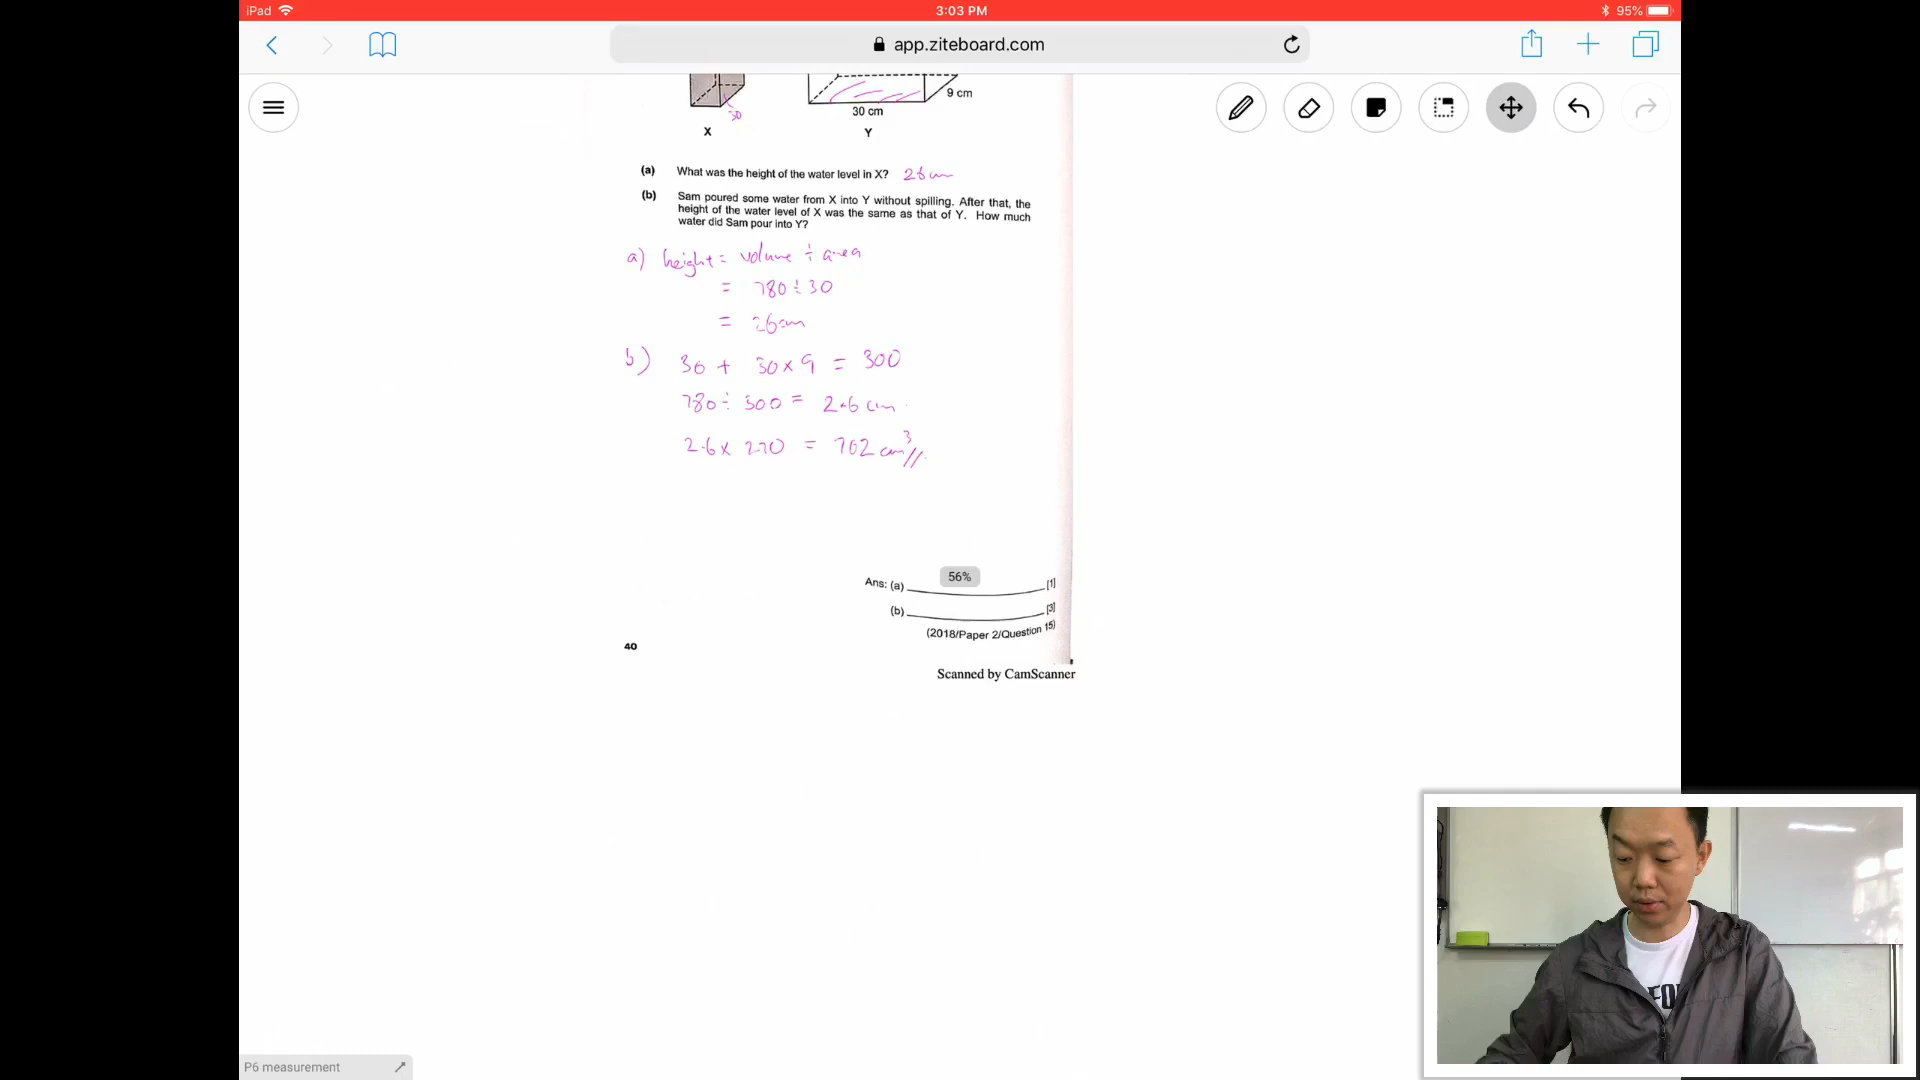 iPad
3:03 PM
95%
app.ziteboard.com
9 cm
30 cm
30
X
Y
(a) What was the height of the water level in X? 26 cm
(b) Sam poured some water from X into Y without spilling. After that, the
height of the water level of X was the same as that of Y. How much
water did Sam pour into Y?
a) height = volume ÷ area
= 780 ÷ 30
= 26cm
b) 30 + 30 x 9 = 300
780 ÷ 300 = 2.6 cm
2.6 x 270 = 702 cm³//
56%
Ans: (a) [1]
(b) [3]
(2018/Paper 2/Question 15)
40
Scanned by CamScanner
P6 measurement